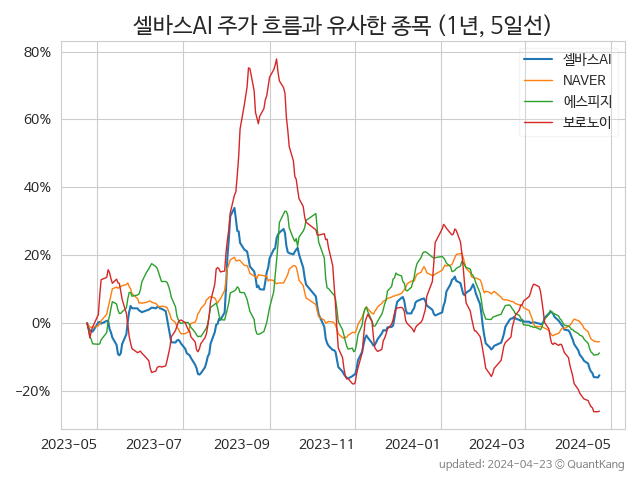 셀바스AI 주가 흐름과 유사한 종목 (1년, 5일선)
80%
60%
40%
20%
0%
−20%
셀바스AI
NAVER
에스피지
보로노이
2023-05
2023-07
2023-09
2023-11
2024-01
2024-03
2024-05
updated: 2024-04-23 ⓒ QuantKang